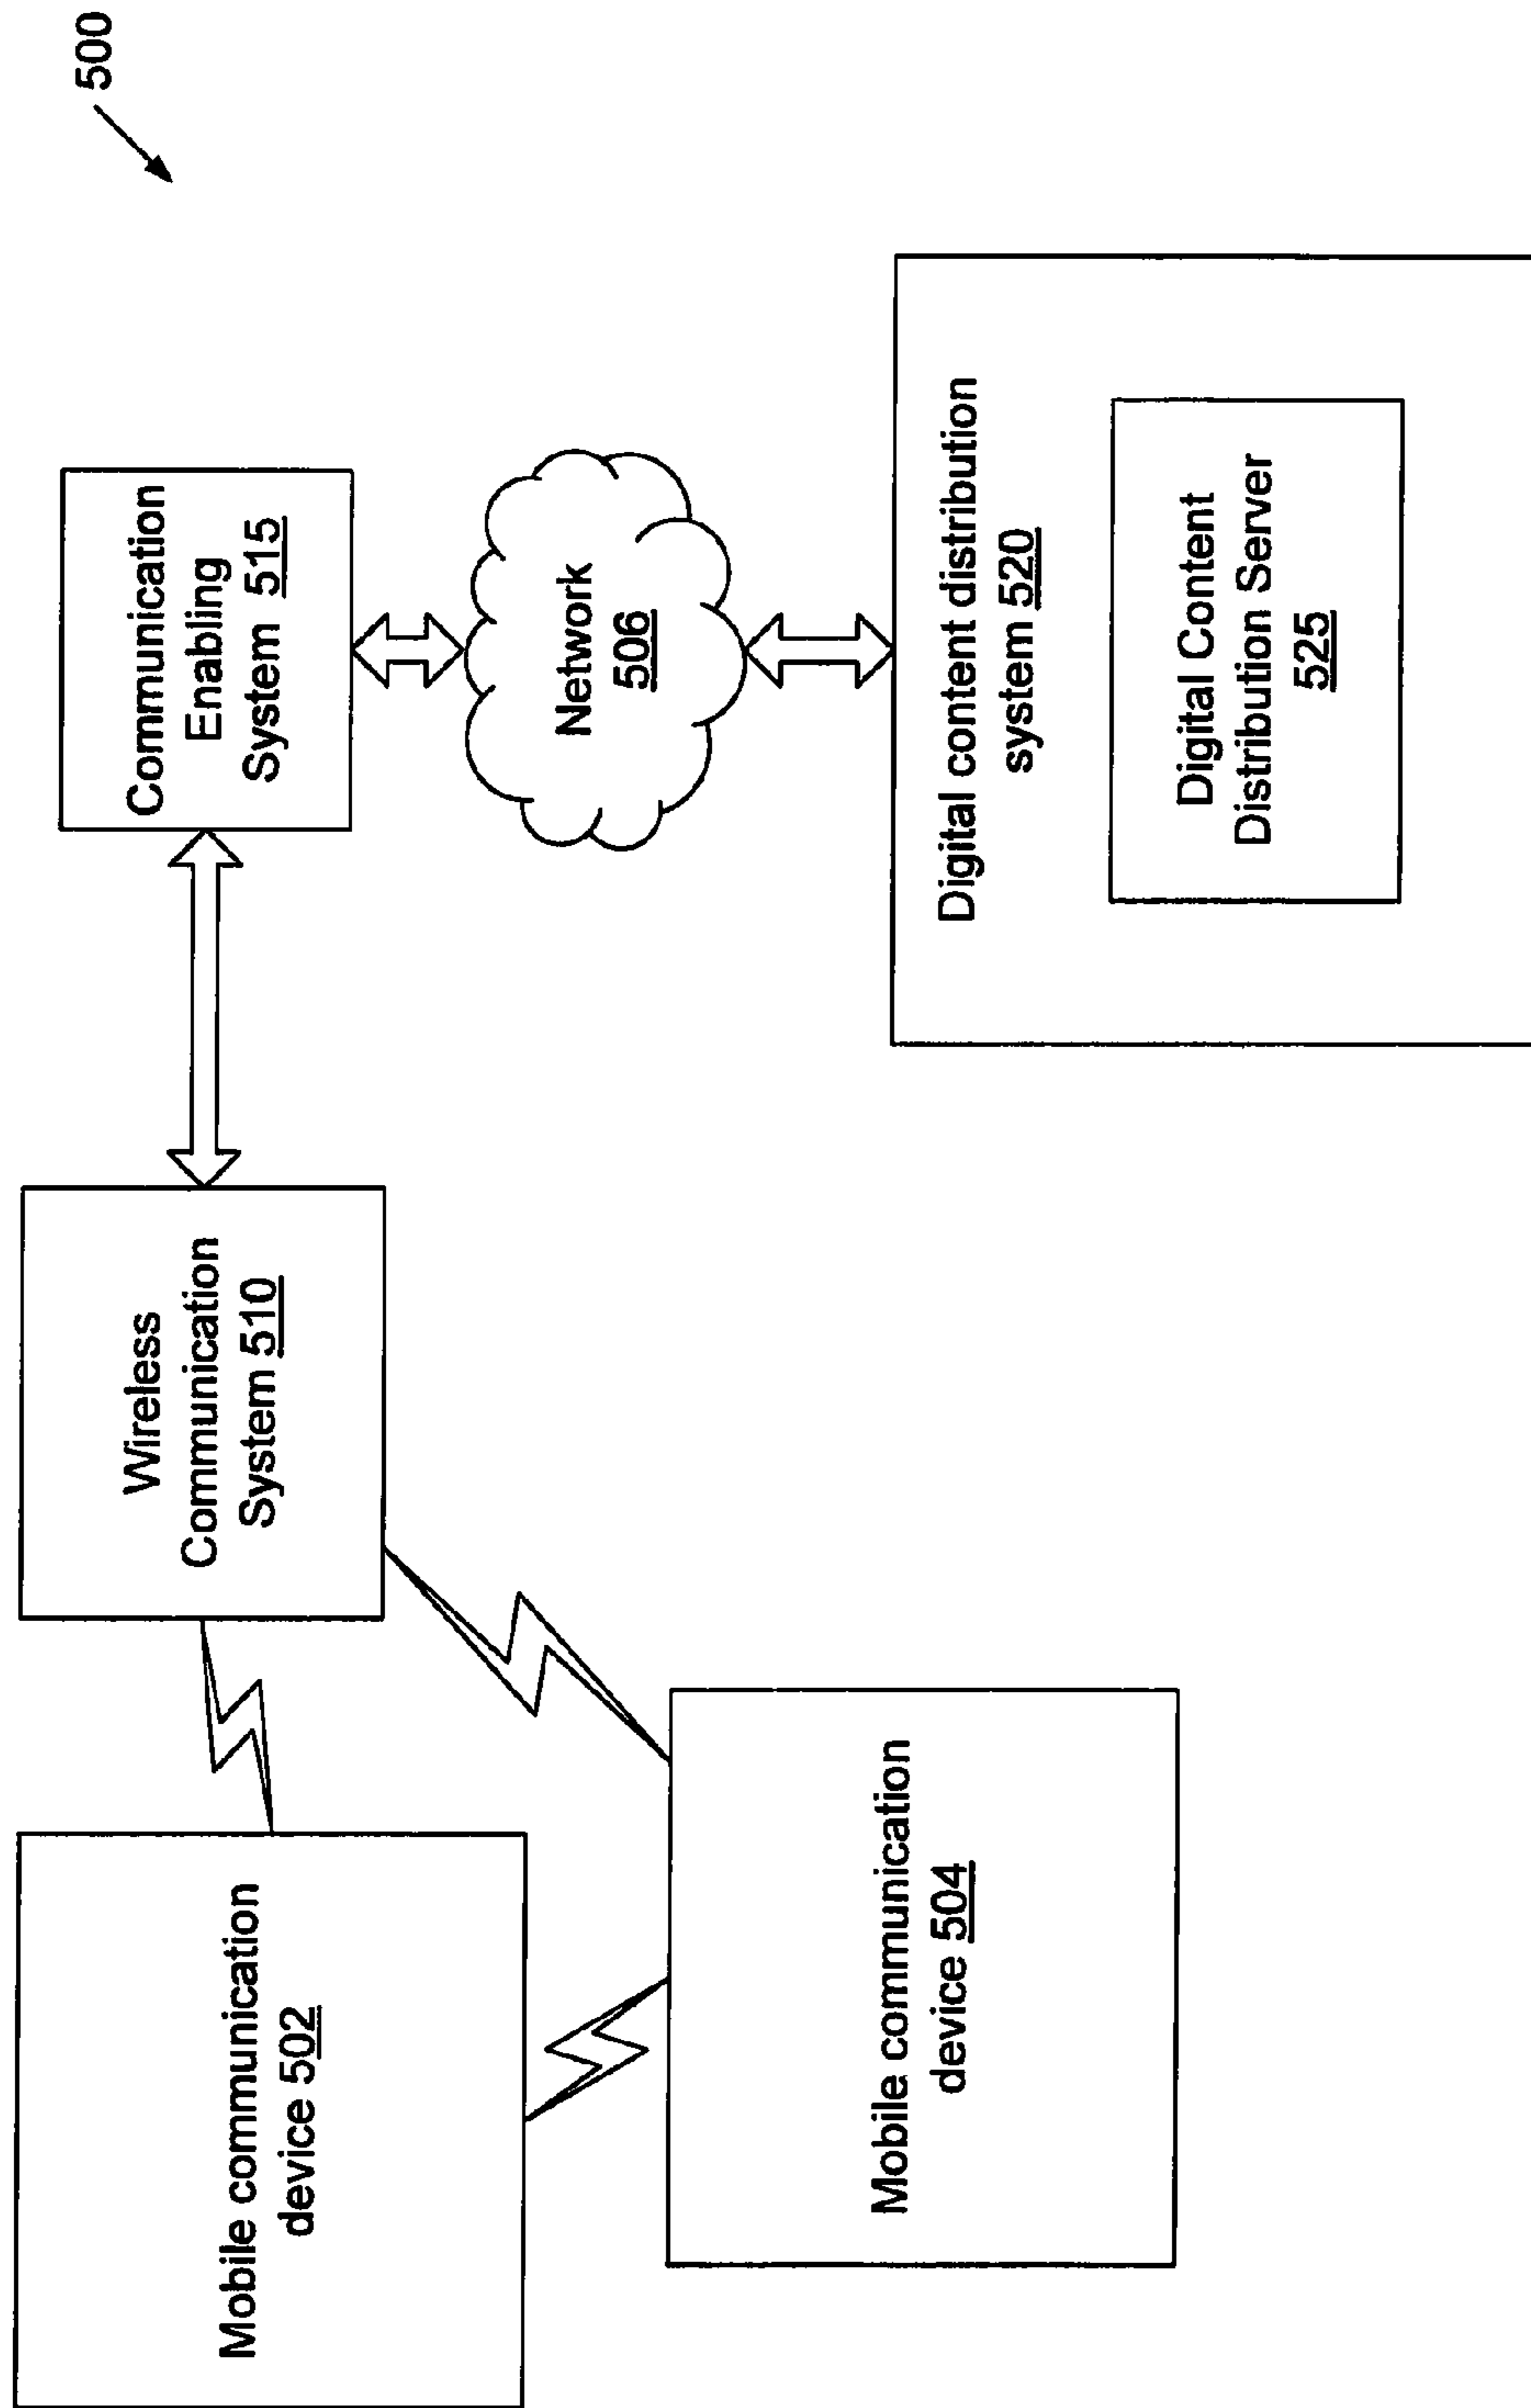 500
Mobile communication
device 502
Wireless
Communication
System 510
Communication
Enabling
System 515
Mobile communication
device 504
Network
506
Digital content distribution
system 520
Digital Content
Distribution Server
525